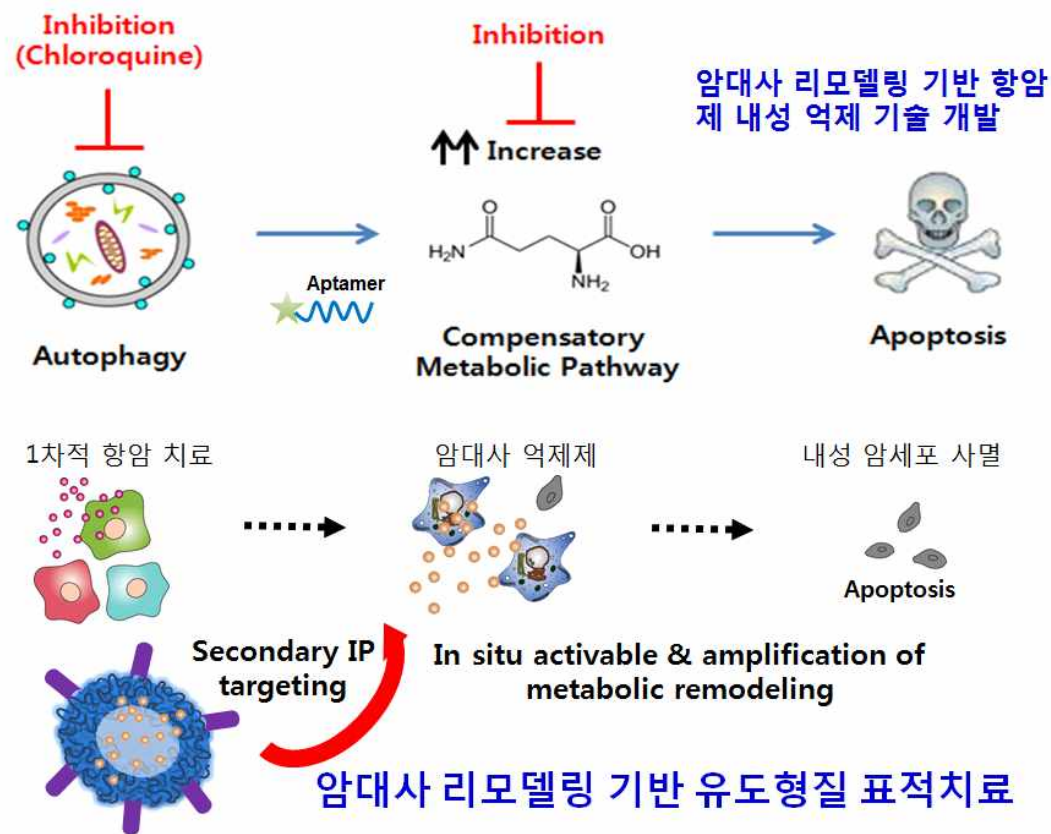 Inhibition
(Chloroquine)
Inhibition
암대사 리모델링 기반 항암
제 내성 억제 기술 개발
Increase
O
O
H₂N
OH
NH₂
Aptamer
Autophagy
Compensatory
Metabolic Pathway
Apoptosis
1차적 항암 치료
암대사 억제제
내성 암세포 사멸
Apoptosis
Secondary IP
targeting
In situ activable & amplification of
metabolic remodeling
암대사 리모델링 기반 유도형질 표적치료